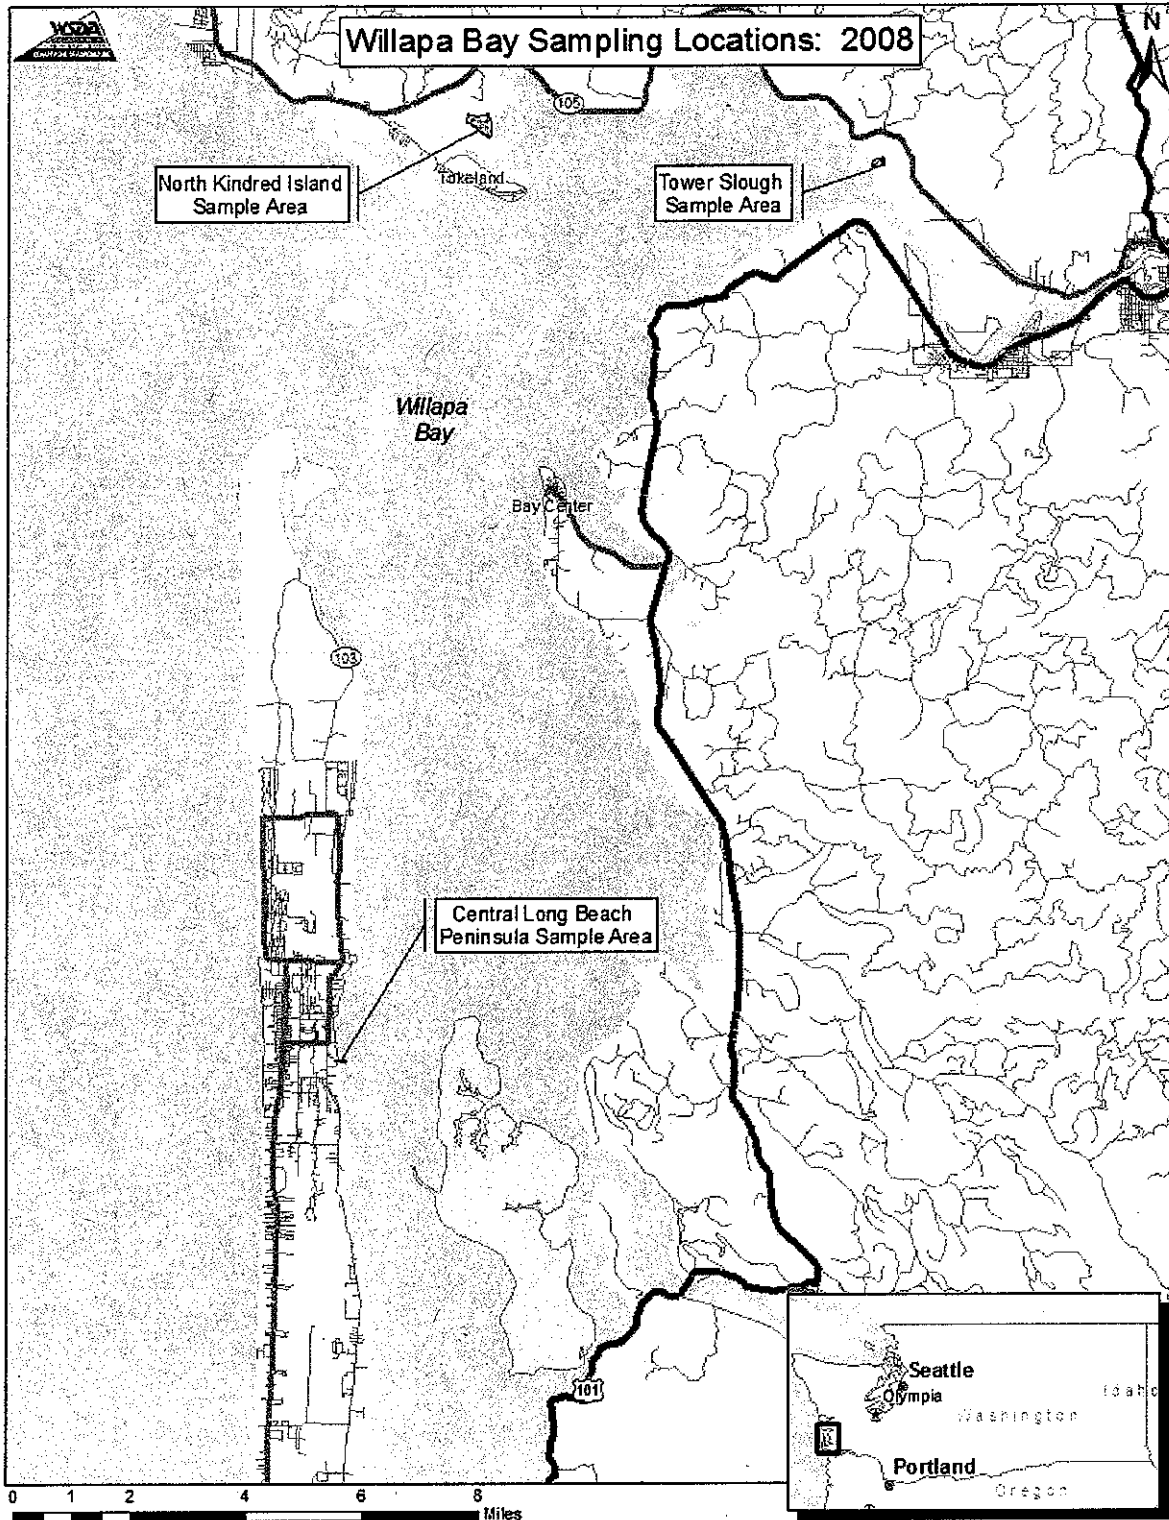 WSDA
Willapa Bay Sampling Locations: 2008
N
105
North Kindred Island
Sample Area
Tokeland
Tower Slough
Sample Area
Willapa
Bay
Bay Center
103
Central Long Beach
Peninsula Sample Area
101
Seattle
Olympia
Idaho
Washington
Portland
Oregon
0 1 2 4 6 8
Miles